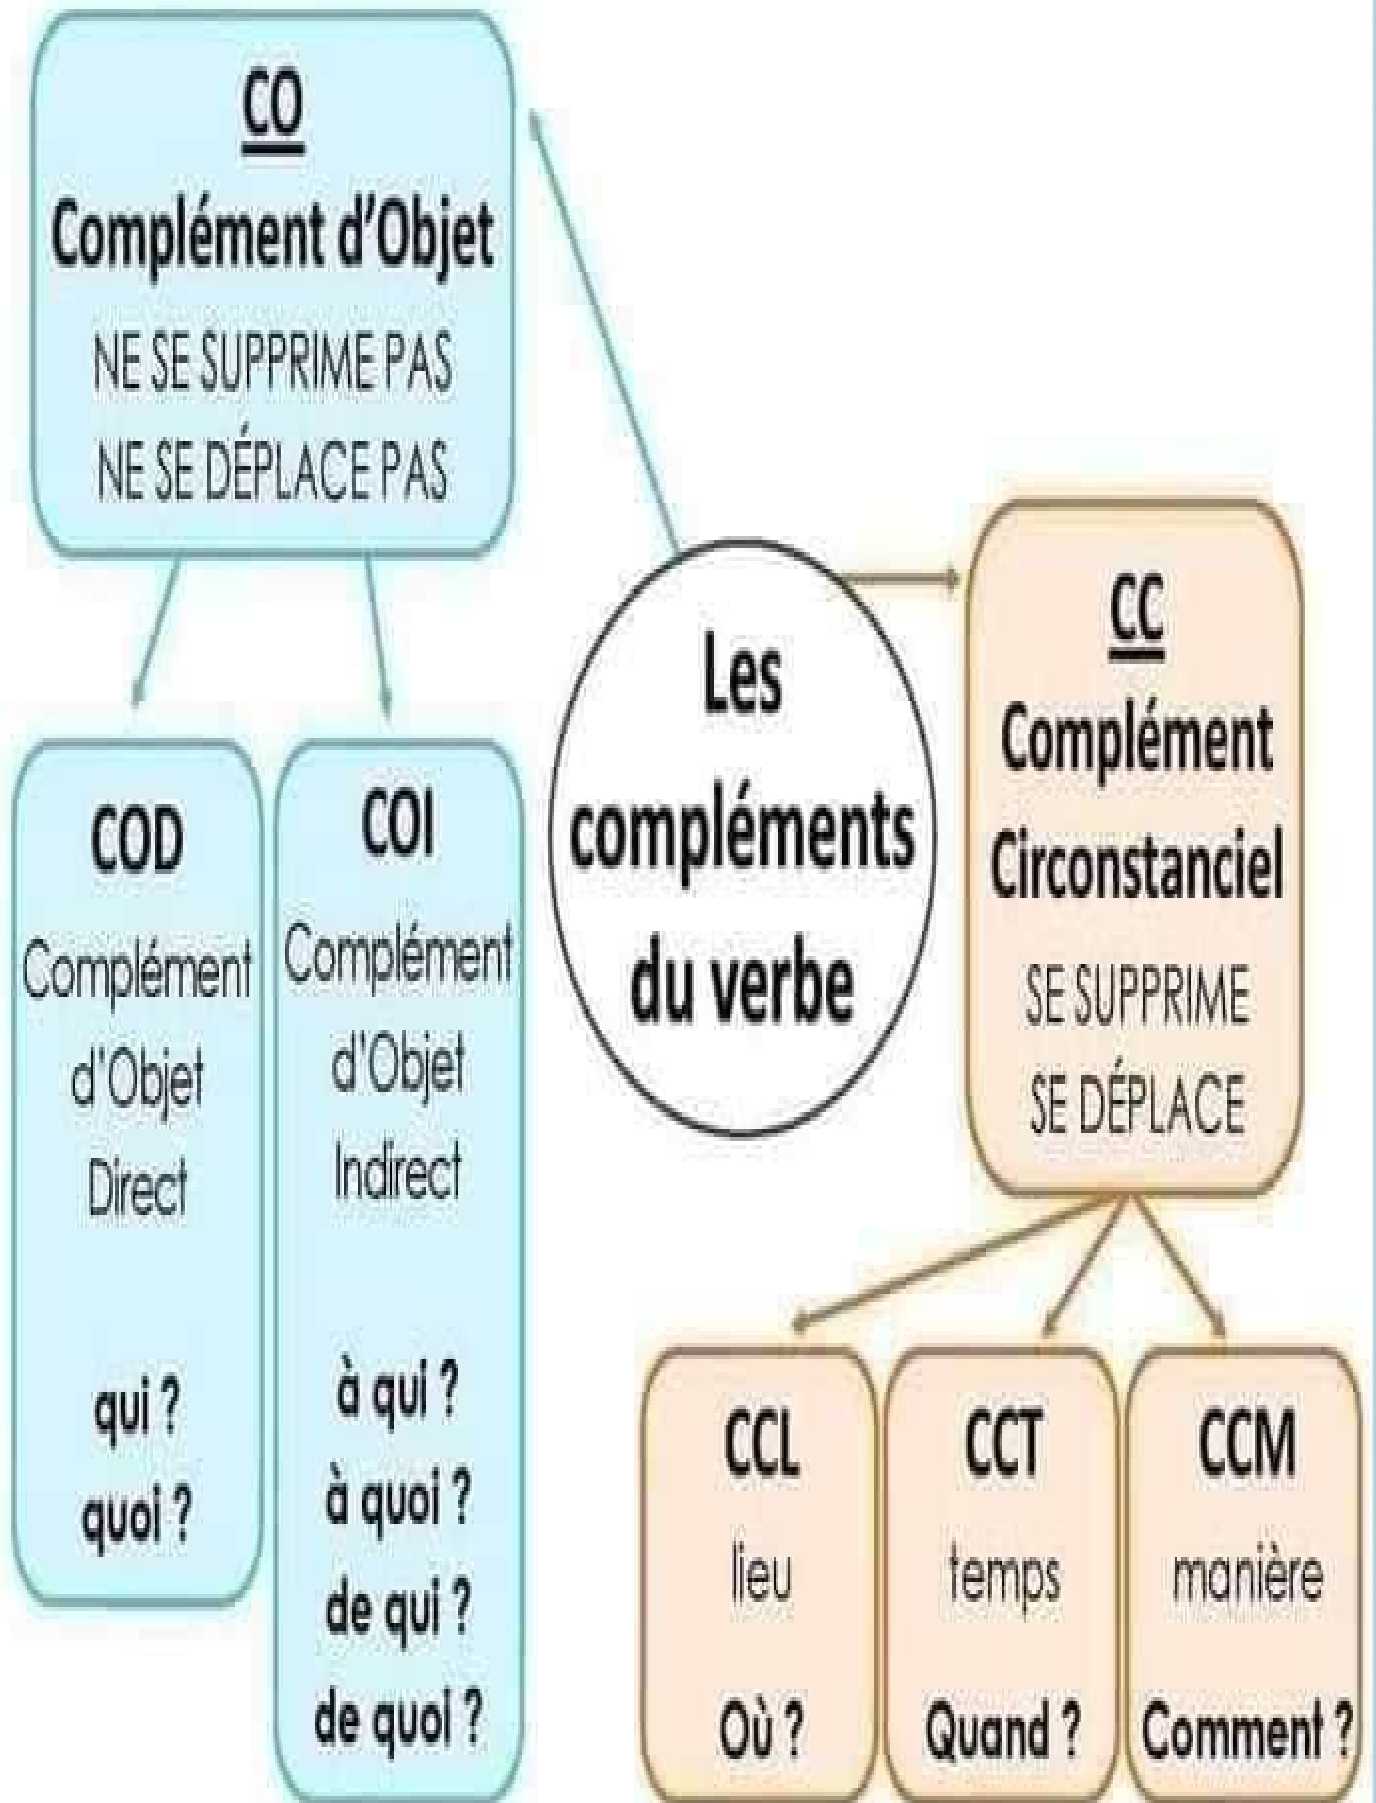 CO
Complément d'Objet
NE SE SUPPRIME PAS
NE SE DÉPLACE PAS
COD
Complément
d'Objet
Direct
qui ?
quoi ?
COI
Complément
d'Objet
Indirect
à qui ?
à quoi ?
de qui ?
de quoi ?
Les
compléments
du verbe
CC
Complément
Circonstanciel
SE SUPPRIME
SE DÉPLACE
CCL
lieu
Où ?
CCT
temps
Quand ?
CCM
manière
Comment ?